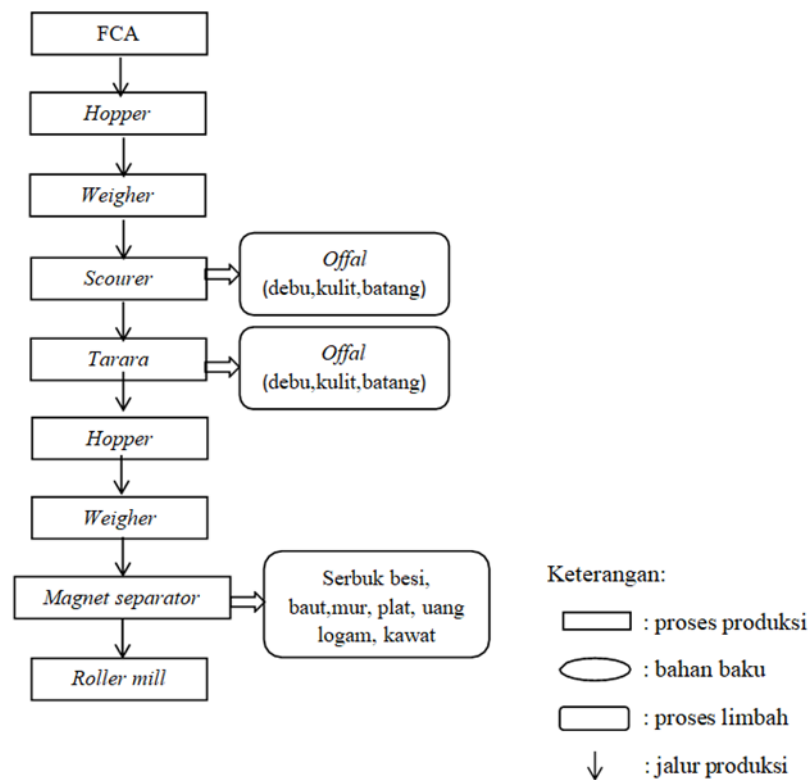 FCA
Hopper
Weigher
Scourer
Offal
(debu,kulit,batang)
Tarara
Offal
(debu,kulit,batang)
Hopper
Weigher
Magnet separator
Serbuk besi,
baut,mur, plat, uang
logam, kawat
Roller mill
Keterangan:
: proses produksi
: bahan baku
: proses limbah
: jalur produksi